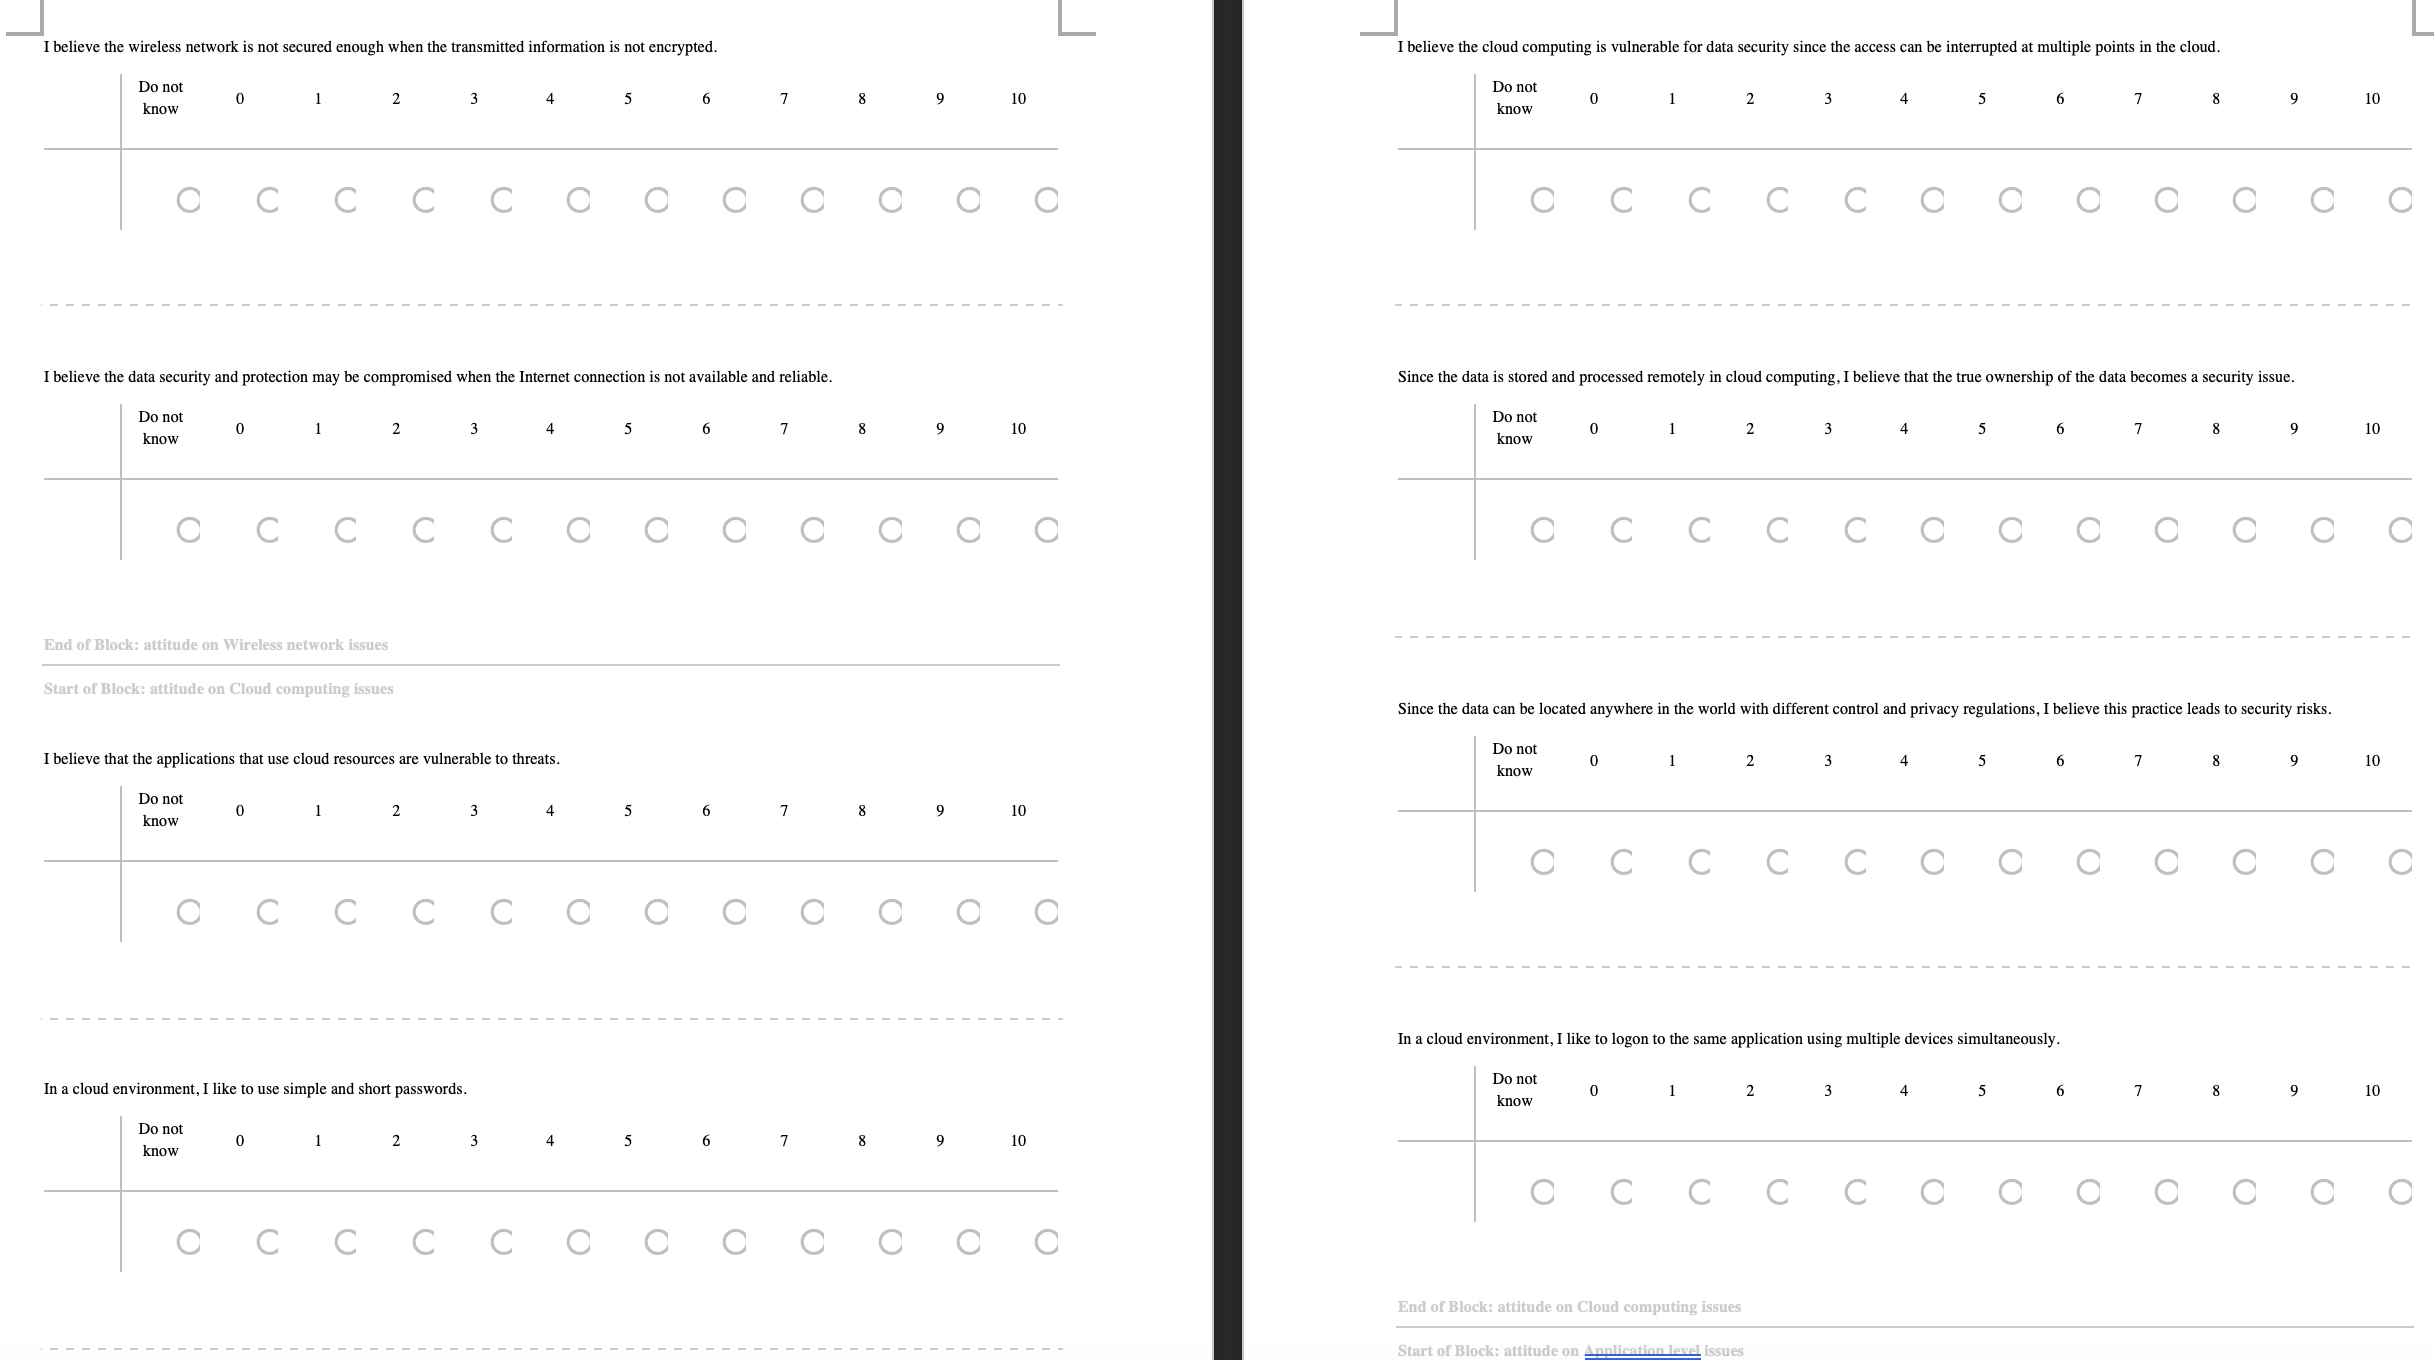 I believe the wireless network is not secured enough when the transmitted information is not encrypted.
Do not know 0 1 2 3 4 5 6 7 8 9 10
I believe the data security and protection may be compromised when the Internet connection is not available and reliable.
Do not know 0 1 2 3 4 5 6 7 8 9 10
End of Block: attitude on Wireless network issues
Start of Block: attitude on Cloud computing issues
I believe that the applications that use cloud resources are vulnerable to threats.
Do not know 0 1 2 3 4 5 6 7 8 9 10
In a cloud environment, I like to use simple and short passwords.
Do not know 0 1 2 3 4 5 6 7 8 9 10
I believe the cloud computing is vulnerable for data security since the access can be interrupted at multiple points in the cloud.
Do not know 0 1 2 3 4 5 6 7 8 9 10
Since the data is stored and processed remotely in cloud computing, I believe that the true ownership of the data becomes a security issue.
Do not know 0 1 2 3 4 5 6 7 8 9 10
Since the data can be located anywhere in the world with different control and privacy regulations, I believe this practice leads to security risks.
Do not know 0 1 2 3 4 5 6 7 8 9 10
In a cloud environment, I like to logon to the same application using multiple devices simultaneously.
Do not know 0 1 2 3 4 5 6 7 8 9 10
End of Block: attitude on Cloud computing issues
Start of Block: attitude on Application level issues